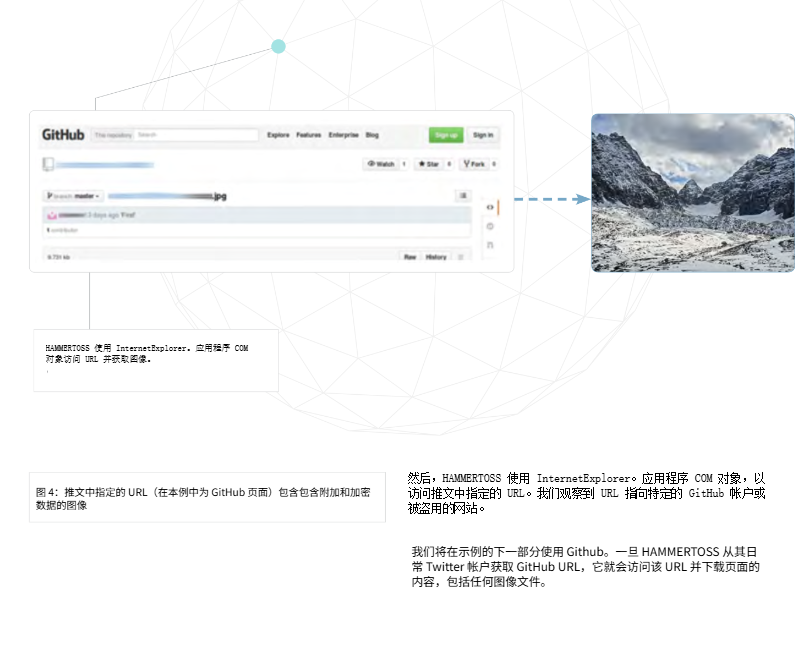 GitHub This repository Search Explore Features Enterprise Blog Sign up Sign in
Watch 1 Star 0 Fork 0
branch: master .jpg
3 days ago
1 contributor
Raw History
HAMMERTOSS 使用 InternetExplorer。应用程序 COM
对象访问 URL 并获取图像。
图 4：推文中指定的 URL（在本例中为 GitHub 页面）包含包含附加和加密
数据的图像
然后，HAMMERTOSS 使用 InternetExplorer。应用程序 COM 对象，以
访问推文中指定的 URL。我们观察到 URL 指向特定的 GitHub 帐户或
被盗用的网站。
我们将在示例的下一部分使用 Github。一旦 HAMMERTOSS 从其日
常 Twitter 帐户获取 GitHub URL，它就会访问该 URL 并下载页面的
内容，包括任何图像文件。